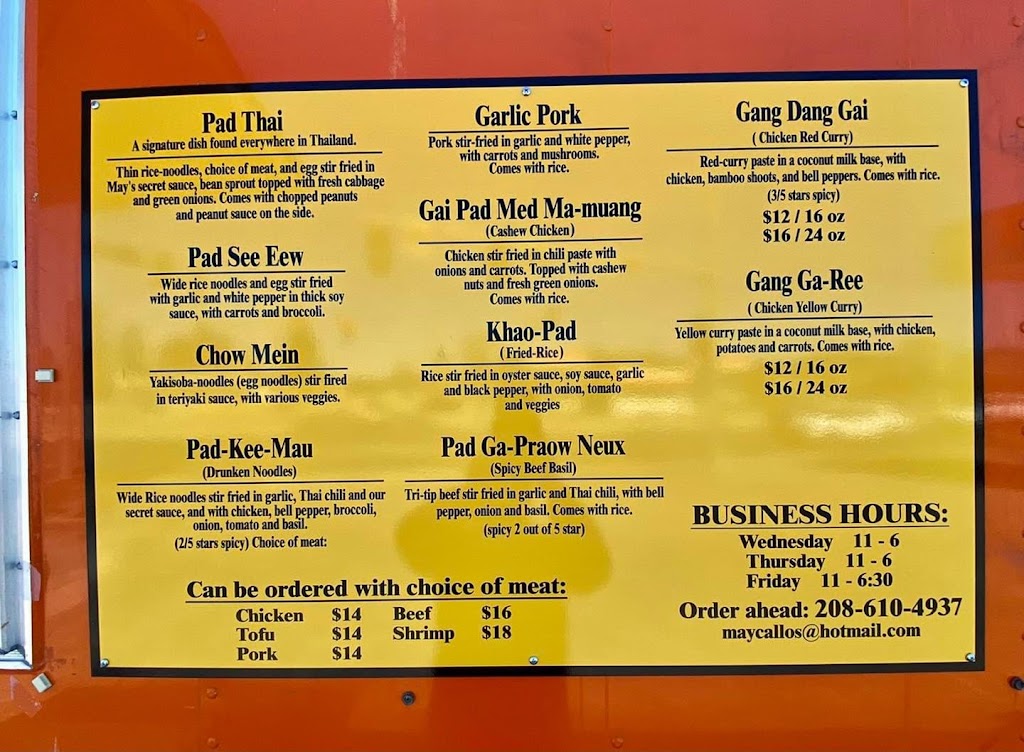 Pad Thai
A signature dish found everywhere in Thailand.
Thin rice-noodles, choice of meat, and egg stir fried in
May's secret sauce, bean sprout topped with fresh cabbage
and green onions. Comes with chopped peanuts
and peanut sauce on the side.
Pad See Eew
Wide rice noodles and egg stir fried
with garlic and white pepper in thick soy
sauce, with carrots and broccoli.
Chow Mein
Yakisoba-noodles (egg noodles) stir fired
in teriyaki sauce, with various veggies.
Pad-Kee-Mau
(Drunken Noodles)
Wide Rice noodles stir fried in garlic, Thai chili and our
secret sauce, and with chicken, bell pepper, broccoli,
onion, tomato and basil.
(2/5 stars spicy) Choice of meat:
Garlic Pork
Pork stir-fried in garlic and white pepper,
with carrots and mushrooms.
Comes with rice.
Gai Pad Med Ma-muang
(Cashew Chicken)
Chicken stir fried in chili paste with
onions and carrots. Topped with cashew
nuts and fresh green onions.
Comes with rice.
Khao-Pad
(Fried-Rice)
Rice stir fried in oyster sauce, soy sauce, garlic
and black pepper, with onion, tomato
and veggies
Pad Ga-Praow Neux
(Spicy Beef Basil)
Tri-tip beef stir fried in garlic and Thai chili, with bell
pepper, onion and basil. Comes with rice.
(spicy 2 out of 5 star)
Can be ordered with choice of meat:
Chicken $14 Beef $16
Tofu $14 Shrimp $18
Pork $14
Gang Dang Gai
(Chicken Red Curry)
Red-curry paste in a coconut milk base, with
chicken, bamboo shoots, and bell peppers. Comes with rice.
(3/5 stars spicy)
$12 / 16 oz
$16 / 24 oz
Gang Ga-Ree
(Chicken Yellow Curry)
Yellow curry paste in a coconut milk base, with chicken,
potatoes and carrots. Comes with rice.
$12 / 16 oz
$16 / 24 oz
BUSINESS HOURS:
Wednesday 11 - 6
Thursday 11 - 6
Friday 11 - 6:30
Order ahead: 208-610-4937
maycallos@hotmail.com